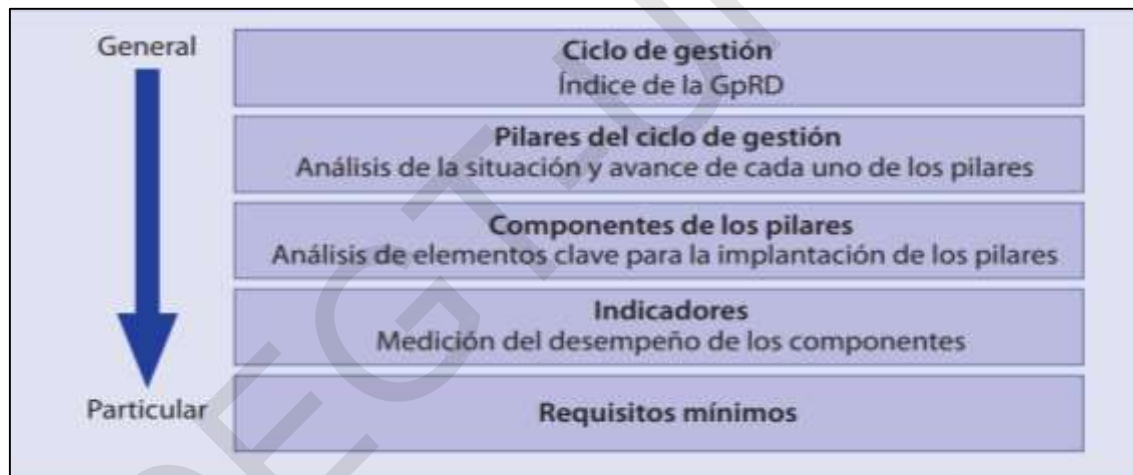 General
Ciclo de gestión
Índice de la GpRD
Pilares del ciclo de gestión
Análisis de la situación y avance de cada uno de los pilares
Componentes de los pilares
Análisis de elementos clave para la implantación de los pilares
Indicadores
Medición del desempeño de los componentes
Particular
Requisitos mínimos